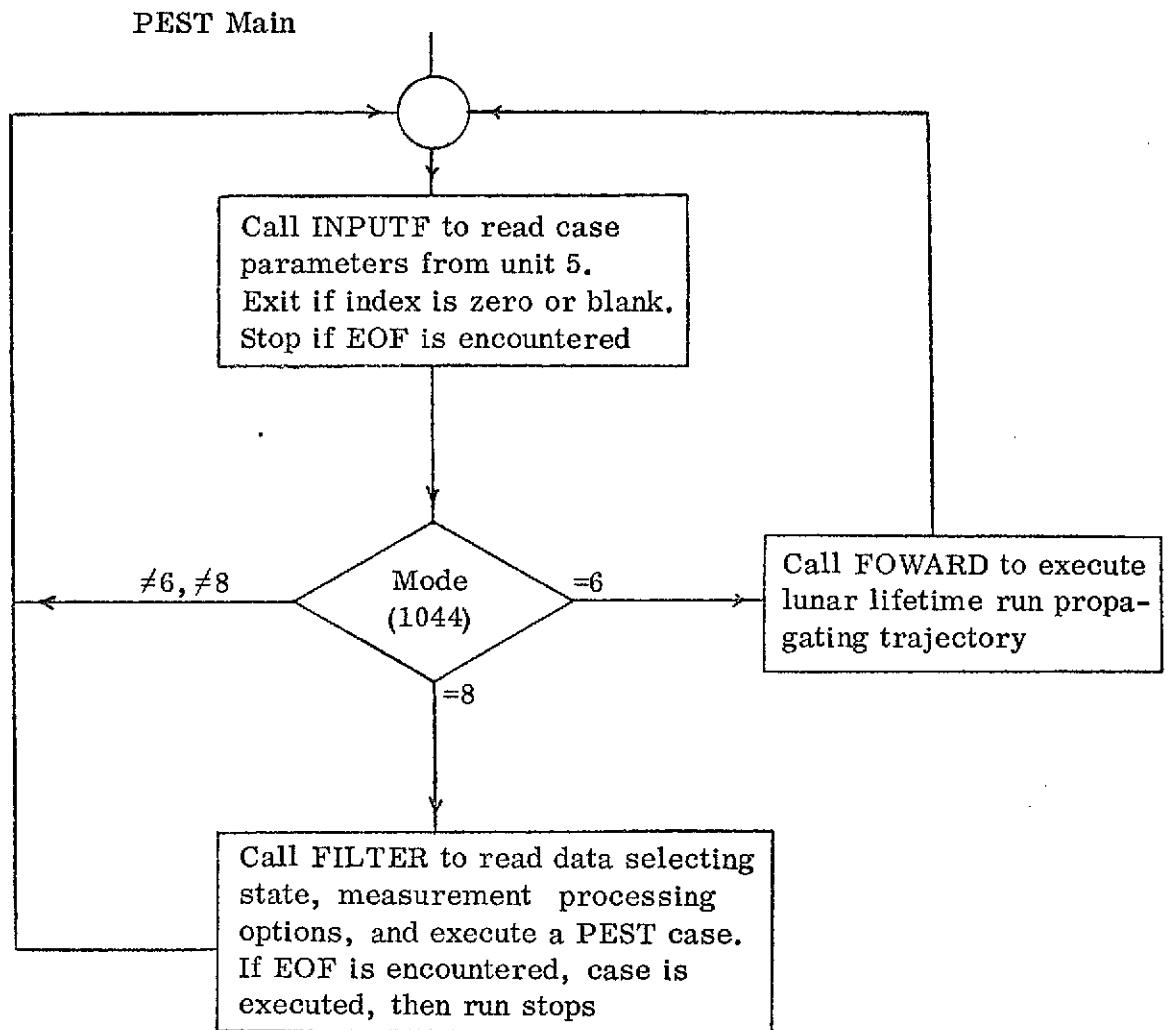 PEST Main
Call INPUTF to read case
parameters from unit 5.
Exit if index is zero or blank.
Stop if EOF is encountered
≠6, ≠8
Mode
(1044)
=6
=8
Call FOWARD to execute
lunar lifetime run propa-
gating trajectory
Call FILTER to read data selecting
state, measurement processing
options, and execute a PEST case.
If EOF is encountered, case is
executed, then run stops